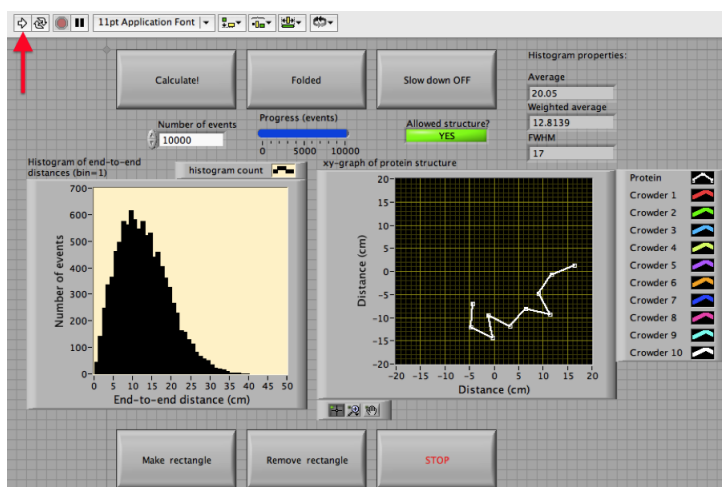 11pt Application Font
Histogram properties:
Calculate!
Folded
Slow down OFF
Average
20.05
Weighted average
12.8139
FWHM
17
Number of events
10000
Progress (events)
0 5000 10000
Allowed structure?
YES
Histogram of end-to-end
distances (bin=1)
histogram count
700
600
500
400
300
200
100
0
Number of events
0 5 10 15 20 25 30 35 40 45 50
End-to-end distance (cm)
xy-graph of protein structure
20
15
10
5
0
-5
-10
-15
-20
Distance (cm)
-20 -15 -10 -5 0 5 10 15 20
Distance (cm)
Protein
Crowder 1
Crowder 2
Crowder 3
Crowder 4
Crowder 5
Crowder 6
Crowder 7
Crowder 8
Crowder 9
Crowder 10
Make rectangle
Remove rectangle
STOP